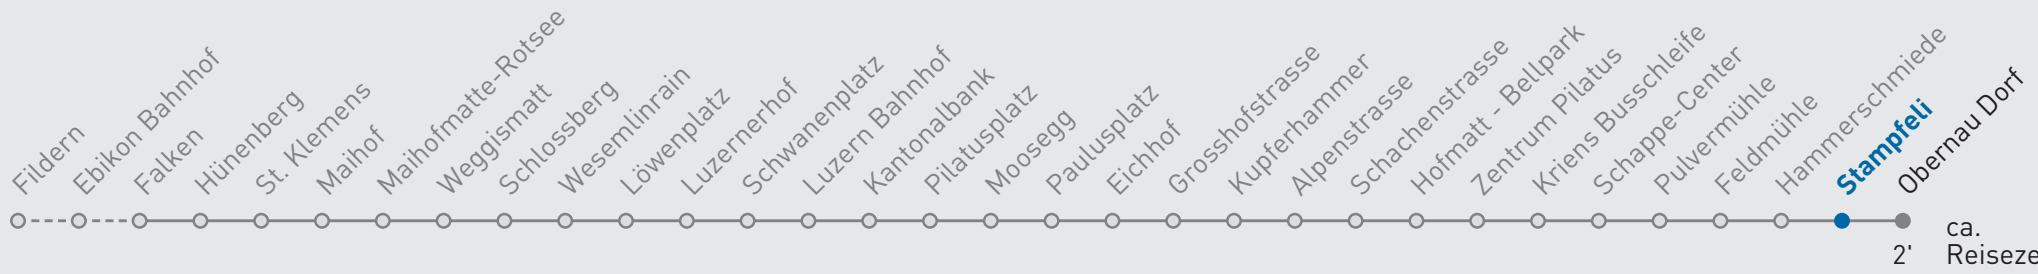 Fildern
Ebikon Bahnhof
Falken
Hünenberg
St. Klemens
Maihof
Maihofmatte-Rotsee
Weggismatt
Schlossberg
Wesemlinrain
Löwenplatz
Luzernerhof
Schwanenplatz
Luzern Bahnhof
Kantonalbank
Pilatusplatz
Moosegg
Paulusplatz
Eichhof
Grosshofstrasse
Kupferhammer
Alpenstrasse
Schachenstrasse
Hofmatt - Bellpark
Zentrum Pilatus
Kriens Busschleife
Schappe-Center
Pulvermühle
Feldmühle
Hammerschmiede
Stampfeli
Obernau Dorf
ca.
2' Reiseze